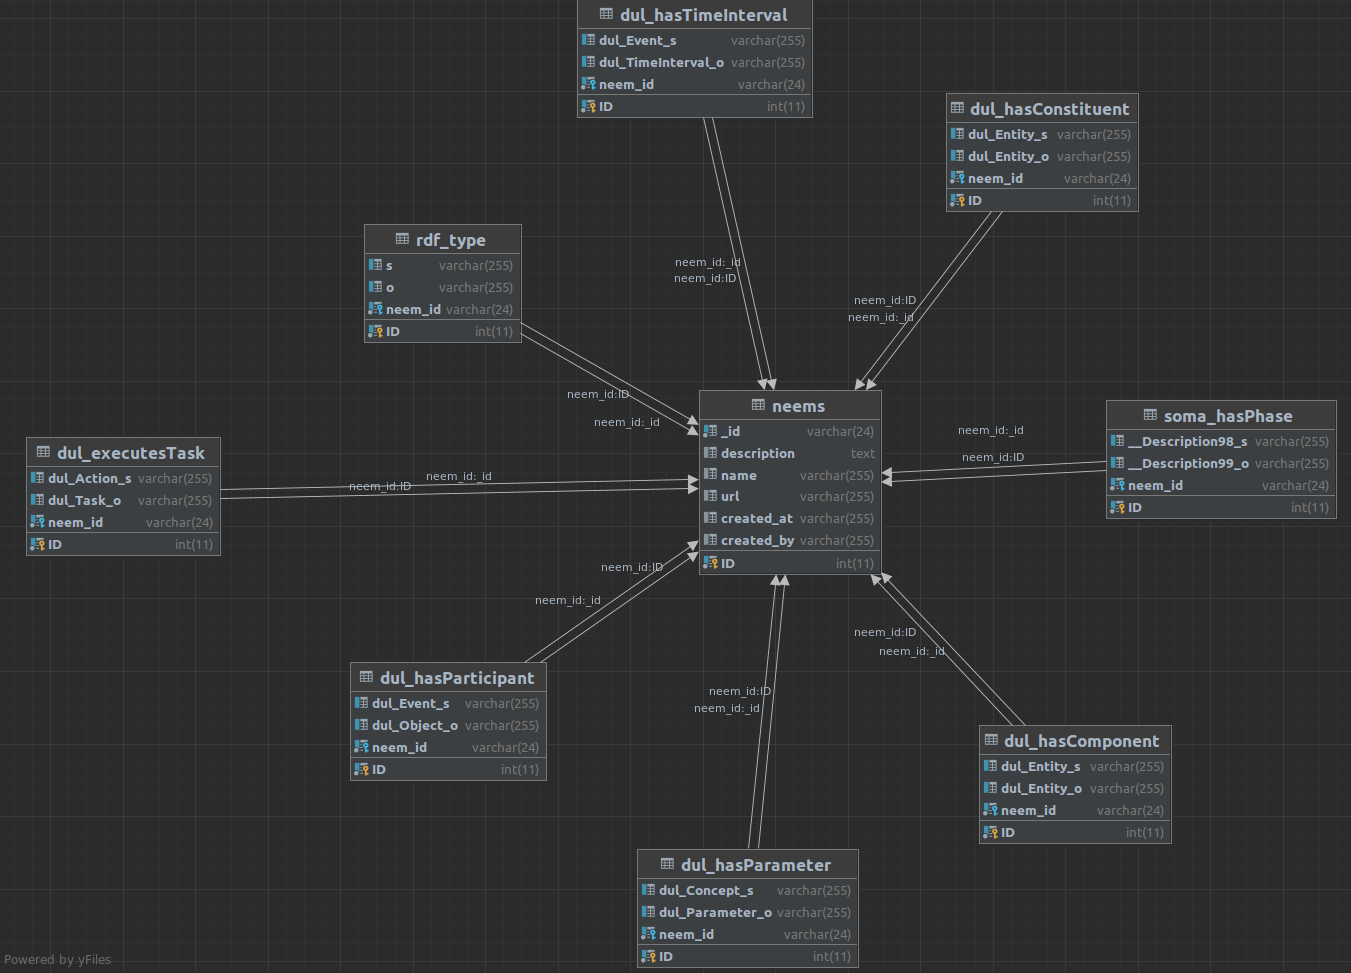 dul_hasTimeInterval
dul_Event_s varchar(255)
dul_TimeInterval_o varchar(255)
neem_id varchar(24)
ID int(11)
dul_hasConstituent
dul_Entity_s varchar(255)
dul_Entity_o varchar(255)
neem_id varchar(24)
ID int(11)
rdf_type
s varchar(255)
o varchar(255)
neem_id varchar(24)
ID int(11)
neem_id:_id
neem_id:ID
neem_id:ID
neem_id:_id
neem_id:ID
neem_id:_id
neems
_id varchar(24)
description text
name varchar(255)
url varchar(255)
created_at varchar(255)
created_by varchar(255)
ID int(11)
soma_hasPhase
__Description98_s varchar(255)
__Description99_o varchar(255)
neem_id varchar(24)
ID int(11)
neem_id:_id
neem_id:ID
dul_executesTask
dul_Action_s varchar(255)
dul_Task_o varchar(255)
neem_id varchar(24)
ID int(11)
neem_id:_id
neem_id:ID
neem_id:ID
neem_id:_id
neem_id:ID
neem_id:_id
dul_hasParticipant
dul_Event_s varchar(255)
dul_Object_o varchar(255)
neem_id varchar(24)
ID int(11)
neem_id:ID
neem_id:_id
dul_hasComponent
dul_Entity_s varchar(255)
dul_Entity_o varchar(255)
neem_id varchar(24)
ID int(11)
dul_hasParameter
dul_Concept_s varchar(255)
dul_Parameter_o varchar(255)
neem_id varchar(24)
ID int(11)
Powered by yFiles